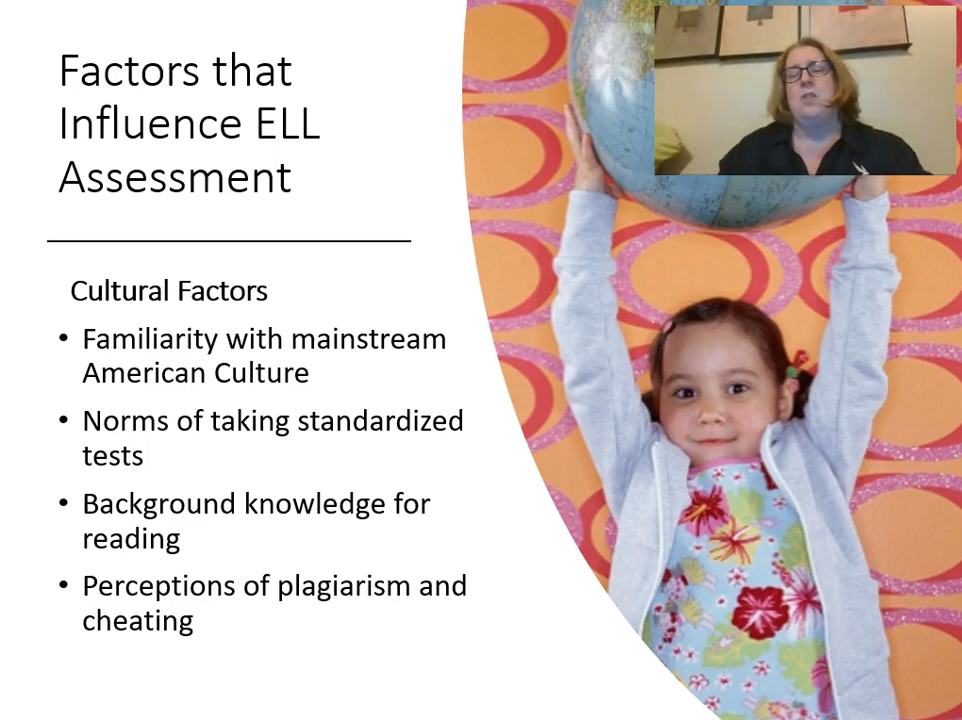 Factors that
Influence ELL
Assessment
Cultural Factors
• Familiarity with mainstream
American Culture
• Norms of taking standardized
tests
• Background knowledge for
reading
• Perceptions of plagiarism and
cheating